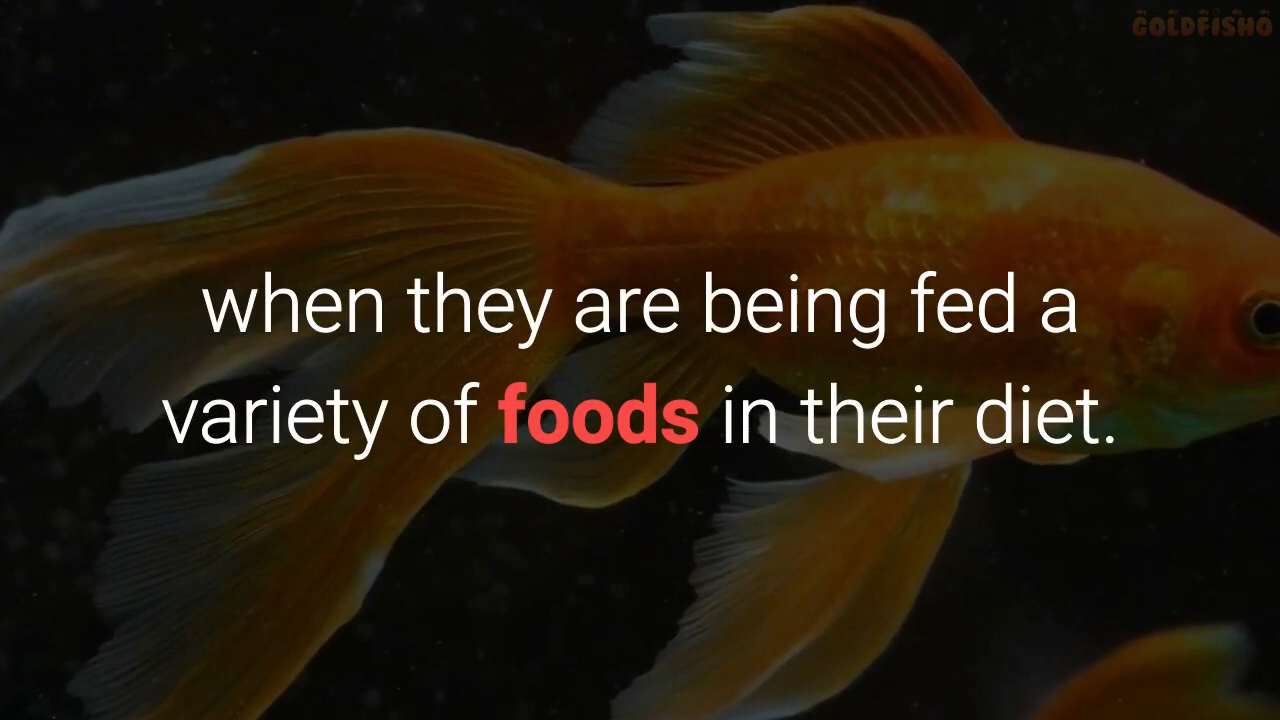 GOLDFISHO
when they are being fed a
variety of foods in their diet.